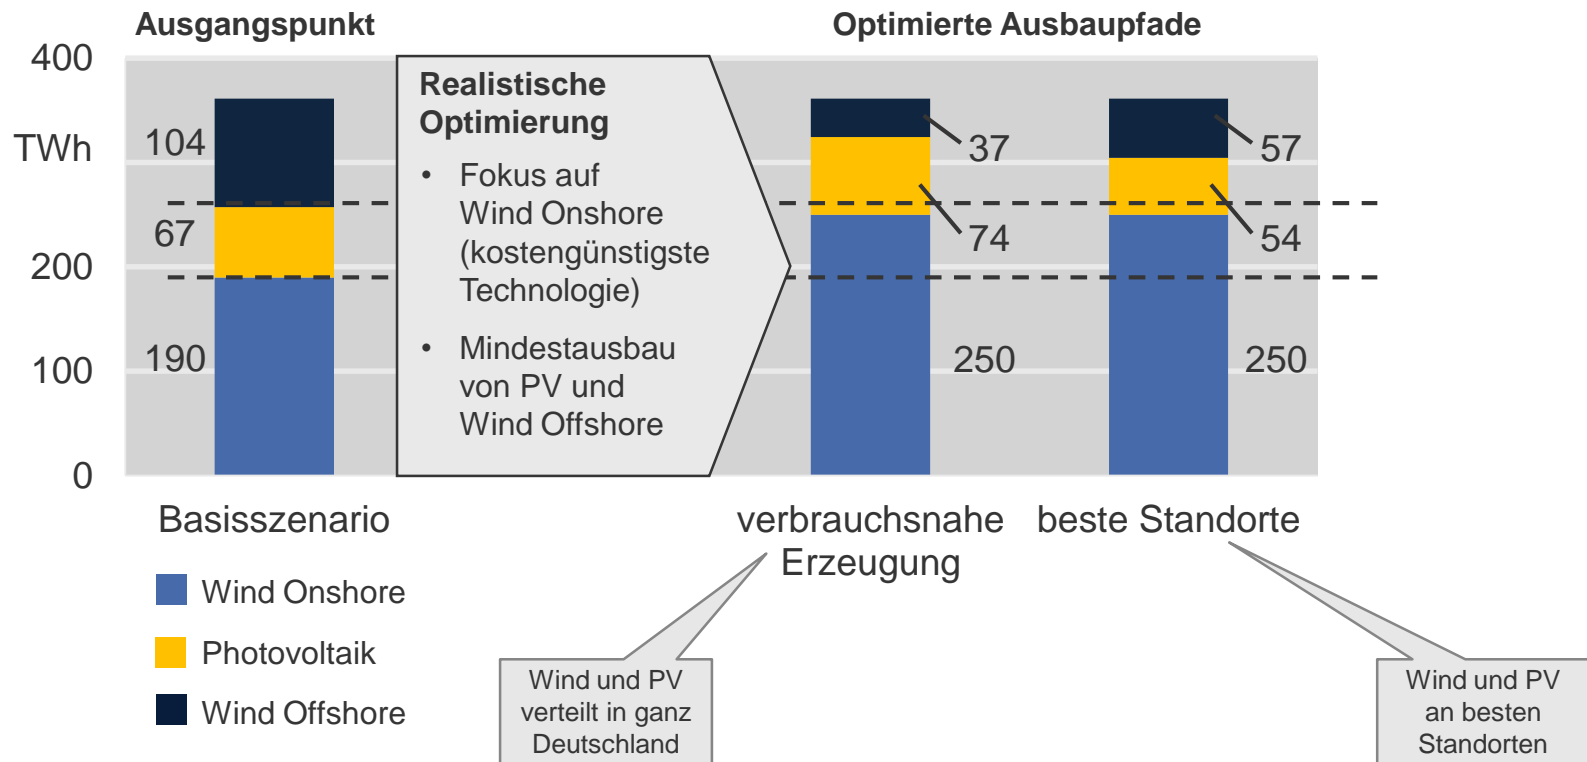 Ausgangspunkt
Optimierte Ausbaupfade
400
TWh
200
100
0
104
67
190
Realistische
Optimierung
• Fokus auf
Wind Onshore
(kostengünstigste
Technologie)
• Mindestausbau
von PV und
Wind Offshore
37
74
250
57
54
250
Basisszenario
verbrauchsnahe
Erzeugung
beste Standorte
Wind Onshore
Photovoltaik
Wind Offshore
Wind und PV
verteilt in ganz
Deutschland
Wind und PV
an besten
Standorten